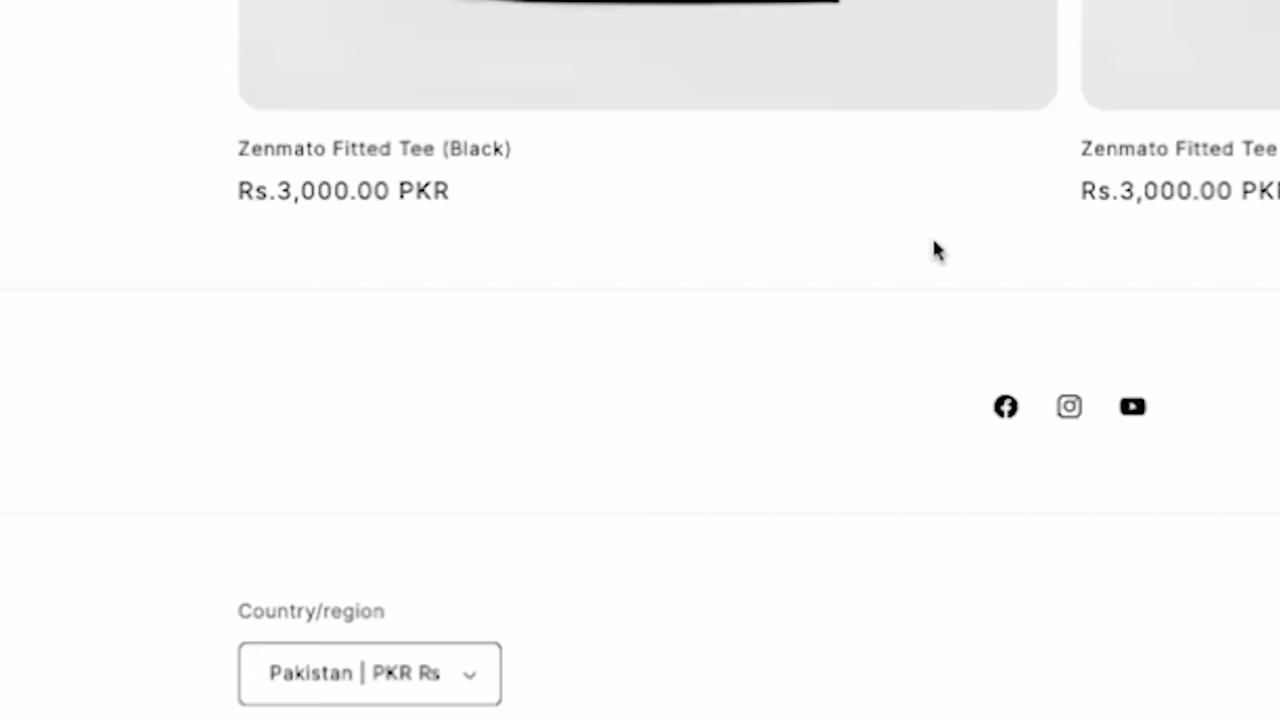 Zenmato Fitted Tee (Black)
Rs.3,000.00 PKR
Zenmato Fitted Tee
Rs.3,000.00
Country/region
Pakistan | PKR Rs